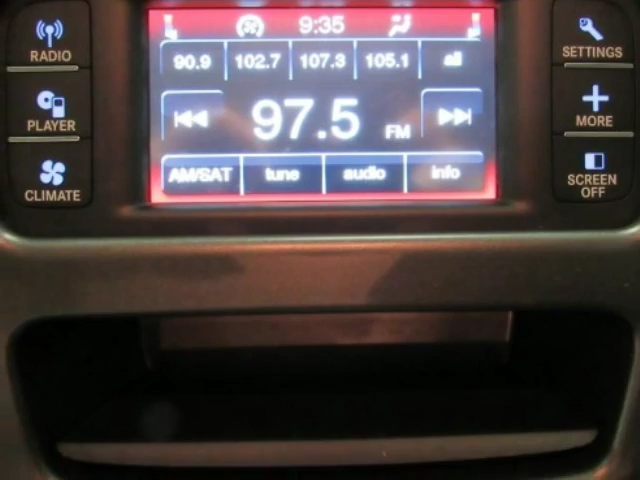 9:35
RADIO
SETTINGS
90.9 102.7 107.3 105.1 all
97.5 FM
PLAYER
MORE
AM/SAT tune audio info
CLIMATE
SCREEN
OFF